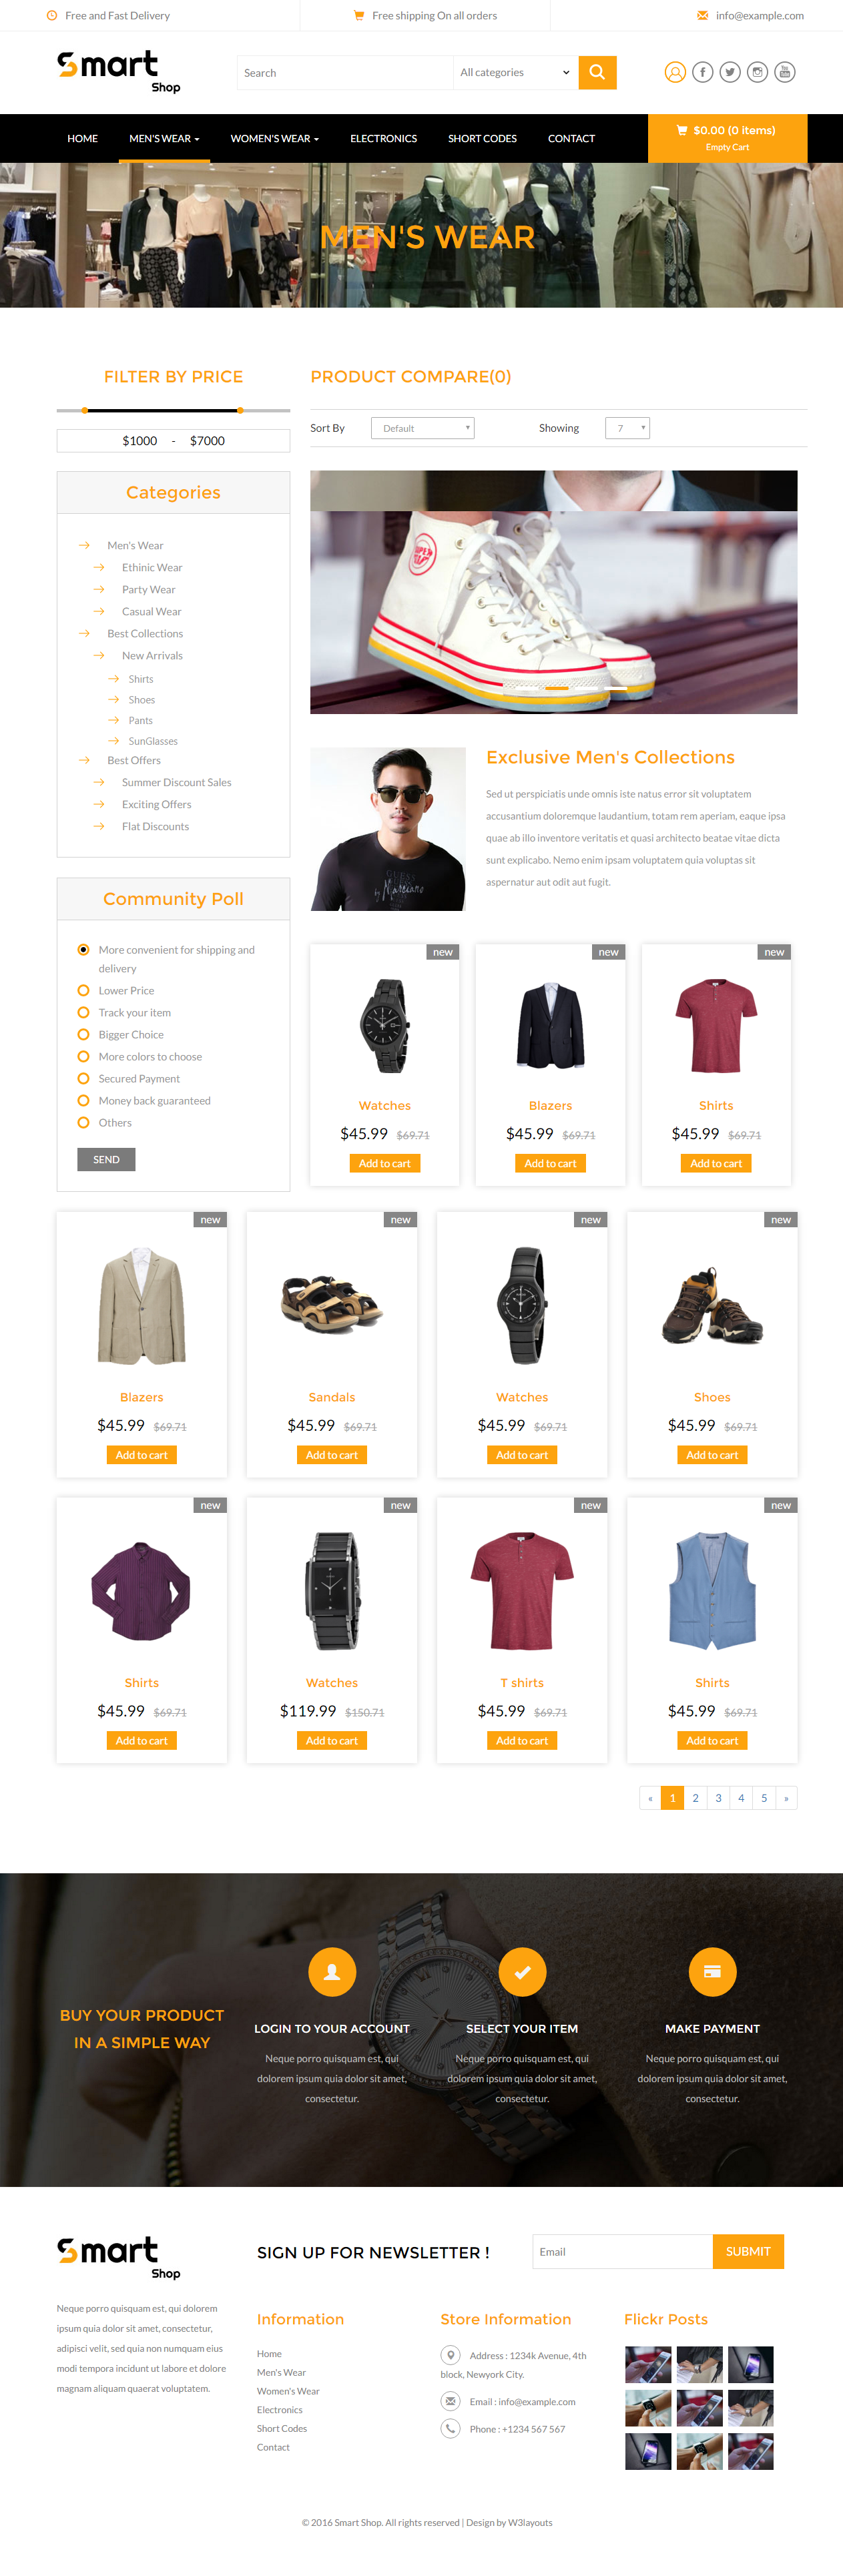 Free and Fast Delivery
Free shipping On all orders
info@example.com
Smart
Shop
Search
All categories
HOME
MEN'S WEAR
WOMEN'S WEAR
ELECTRONICS
SHORT CODES
CONTACT
$0.00 (0 items)
Empty Cart
MEN'S WEAR
FILTER BY PRICE
$1000 - $7000
Categories
Men's Wear
Ethinic Wear
Party Wear
Casual Wear
Best Collections
New Arrivals
Shirts
Shoes
Pants
SunGlasses
Best Offers
Summer Discount Sales
Exciting Offers
Flat Discounts
Community Poll
More convenient for shipping and
delivery
Lower Price
Track your item
Bigger Choice
More colors to choose
Secured Payment
Money back guaranteed
Others
SEND
PRODUCT COMPARE(0)
Sort By
Default
Showing
7
Exclusive Men's Collections
Sed ut perspiciatis unde omnis iste natus error sit voluptatem
accusantium doloremque laudantium, totam rem aperiam, eaque ipsa
quae ab illo inventore veritatis et quasi architecto beatae vitae dicta
sunt explicabo. Nemo enim ipsam voluptatem quia voluptas sit
aspernatur aut odit aut fugit.
new
Watches
$45.99 $69.71
Add to cart
new
Blazers
$45.99 $69.71
Add to cart
new
Shirts
$45.99 $69.71
Add to cart
new
Blazers
$45.99 $69.71
Add to cart
new
Sandals
$45.99 $69.71
Add to cart
new
Watches
$45.99 $69.71
Add to cart
new
Shoes
$45.99 $69.71
Add to cart
new
Shirts
$45.99 $69.71
Add to cart
new
Watches
$119.99 $150.71
Add to cart
new
T shirts
$45.99 $69.71
Add to cart
new
Shirts
$45.99 $69.71
Add to cart
« 1 2 3 4 5 »
BUY YOUR PRODUCT
IN A SIMPLE WAY
LOGIN TO YOUR ACCOUNT
Neque porro quisquam est, qui
dolorem ipsum quia dolor sit amet,
consectetur.
SELECT YOUR ITEM
Neque porro quisquam est, qui
dolorem ipsum quia dolor sit amet,
consectetur.
MAKE PAYMENT
Neque porro quisquam est, qui
dolorem ipsum quia dolor sit amet,
consectetur.
Smart
Shop
Neque porro quisquam est, qui dolorem
ipsum quia dolor sit amet, consectetur,
adipisci velit, sed quia non numquam eius
modi tempora incidunt ut labore et dolore
magnam aliquam quaerat voluptatem.
SIGN UP FOR NEWSLETTER !
Email
SUBMIT
Information
Home
Men's Wear
Women's Wear
Electronics
Short Codes
Contact
Store Information
Address : 1234k Avenue, 4th
block, Newyork City.
Email : info@example.com
Phone : +1234 567 567
Flickr Posts
© 2016 Smart Shop. All rights reserved | Design by W3layouts